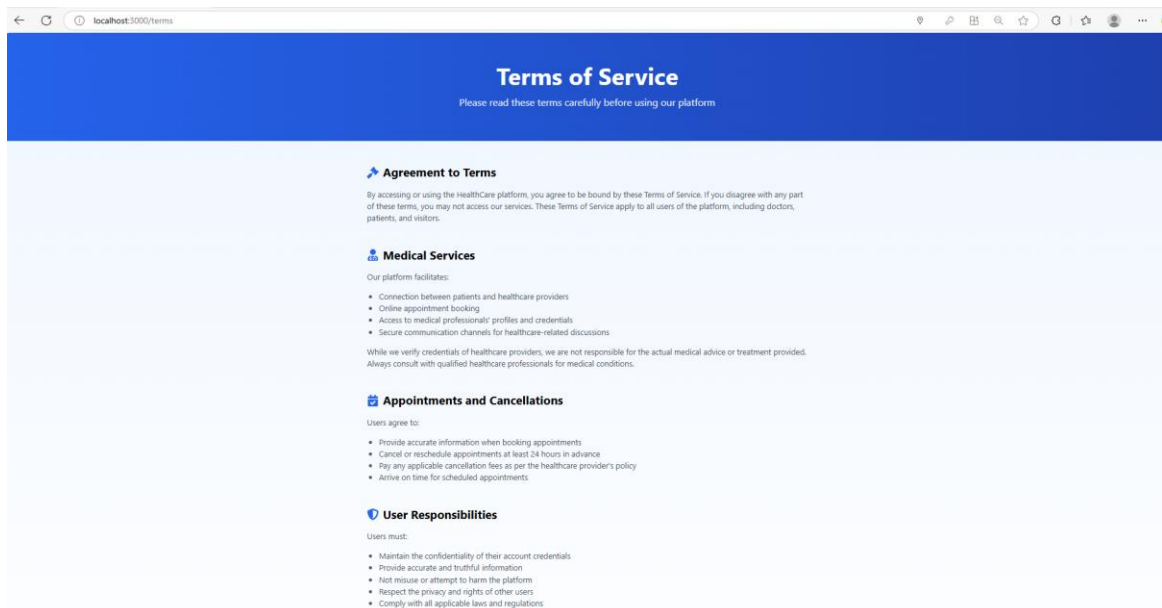 localhost:3000/terms
Terms of Service
Please read these terms carefully before using our platform
Agreement to Terms
By accessing or using the HealthCare platform, you agree to be bound by these Terms of Service. If you disagree with any part
of these terms, you may not access our services. These Terms of Service apply to all users of the platform, including doctors,
patients, and visitors.
Medical Services
Our platform facilitates:
• Connection between patients and healthcare providers
• Online appointment booking
• Access to medical professionals' profiles and credentials
• Secure communication channels for healthcare-related discussions
While we verify credentials of healthcare providers, we are not responsible for the actual medical advice or treatment provided.
Always consult with qualified healthcare professionals for medical conditions.
Appointments and Cancellations
Users agree to:
• Provide accurate information when booking appointments
• Cancel or reschedule appointments at least 24 hours in advance
• Pay any applicable cancellation fees as per the healthcare provider's policy
• Arrive on time for scheduled appointments
User Responsibilities
Users must:
• Maintain the confidentiality of their account credentials
• Provide accurate and truthful information
• Not misuse or attempt to harm the platform
• Respect the privacy and rights of other users
• Comply with all applicable laws and regulations